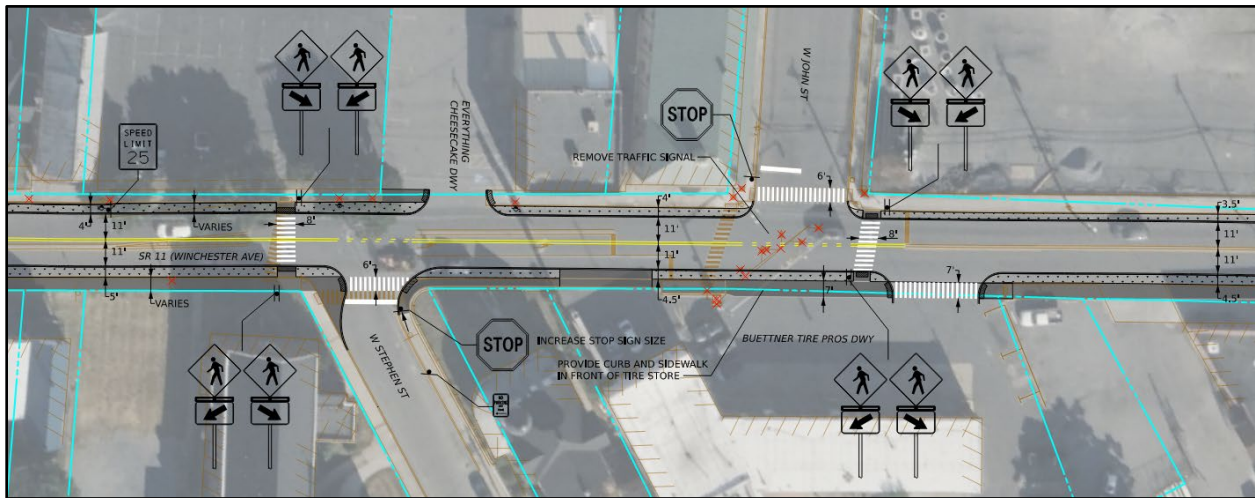 SPEED
LIMIT
25
EVERYTHING
CHEESECAKE DWY
W JOHN ST
STOP
REMOVE TRAFFIC SIGNAL
4'
11'
VARIES
8'
11'
SR 11 (WINCHESTER AVE)
5'
VARIES
6'
4'
11'
11'
4.5'
6'
8'
7'
7'
3.5'
11'
11'
4.5'
W STEPHEN ST
STOP
INCREASE STOP SIGN SIZE
PROVIDE CURB AND SIDEWALK
IN FRONT OF TIRE STORE
BUETTNER TIRE PROS DWY